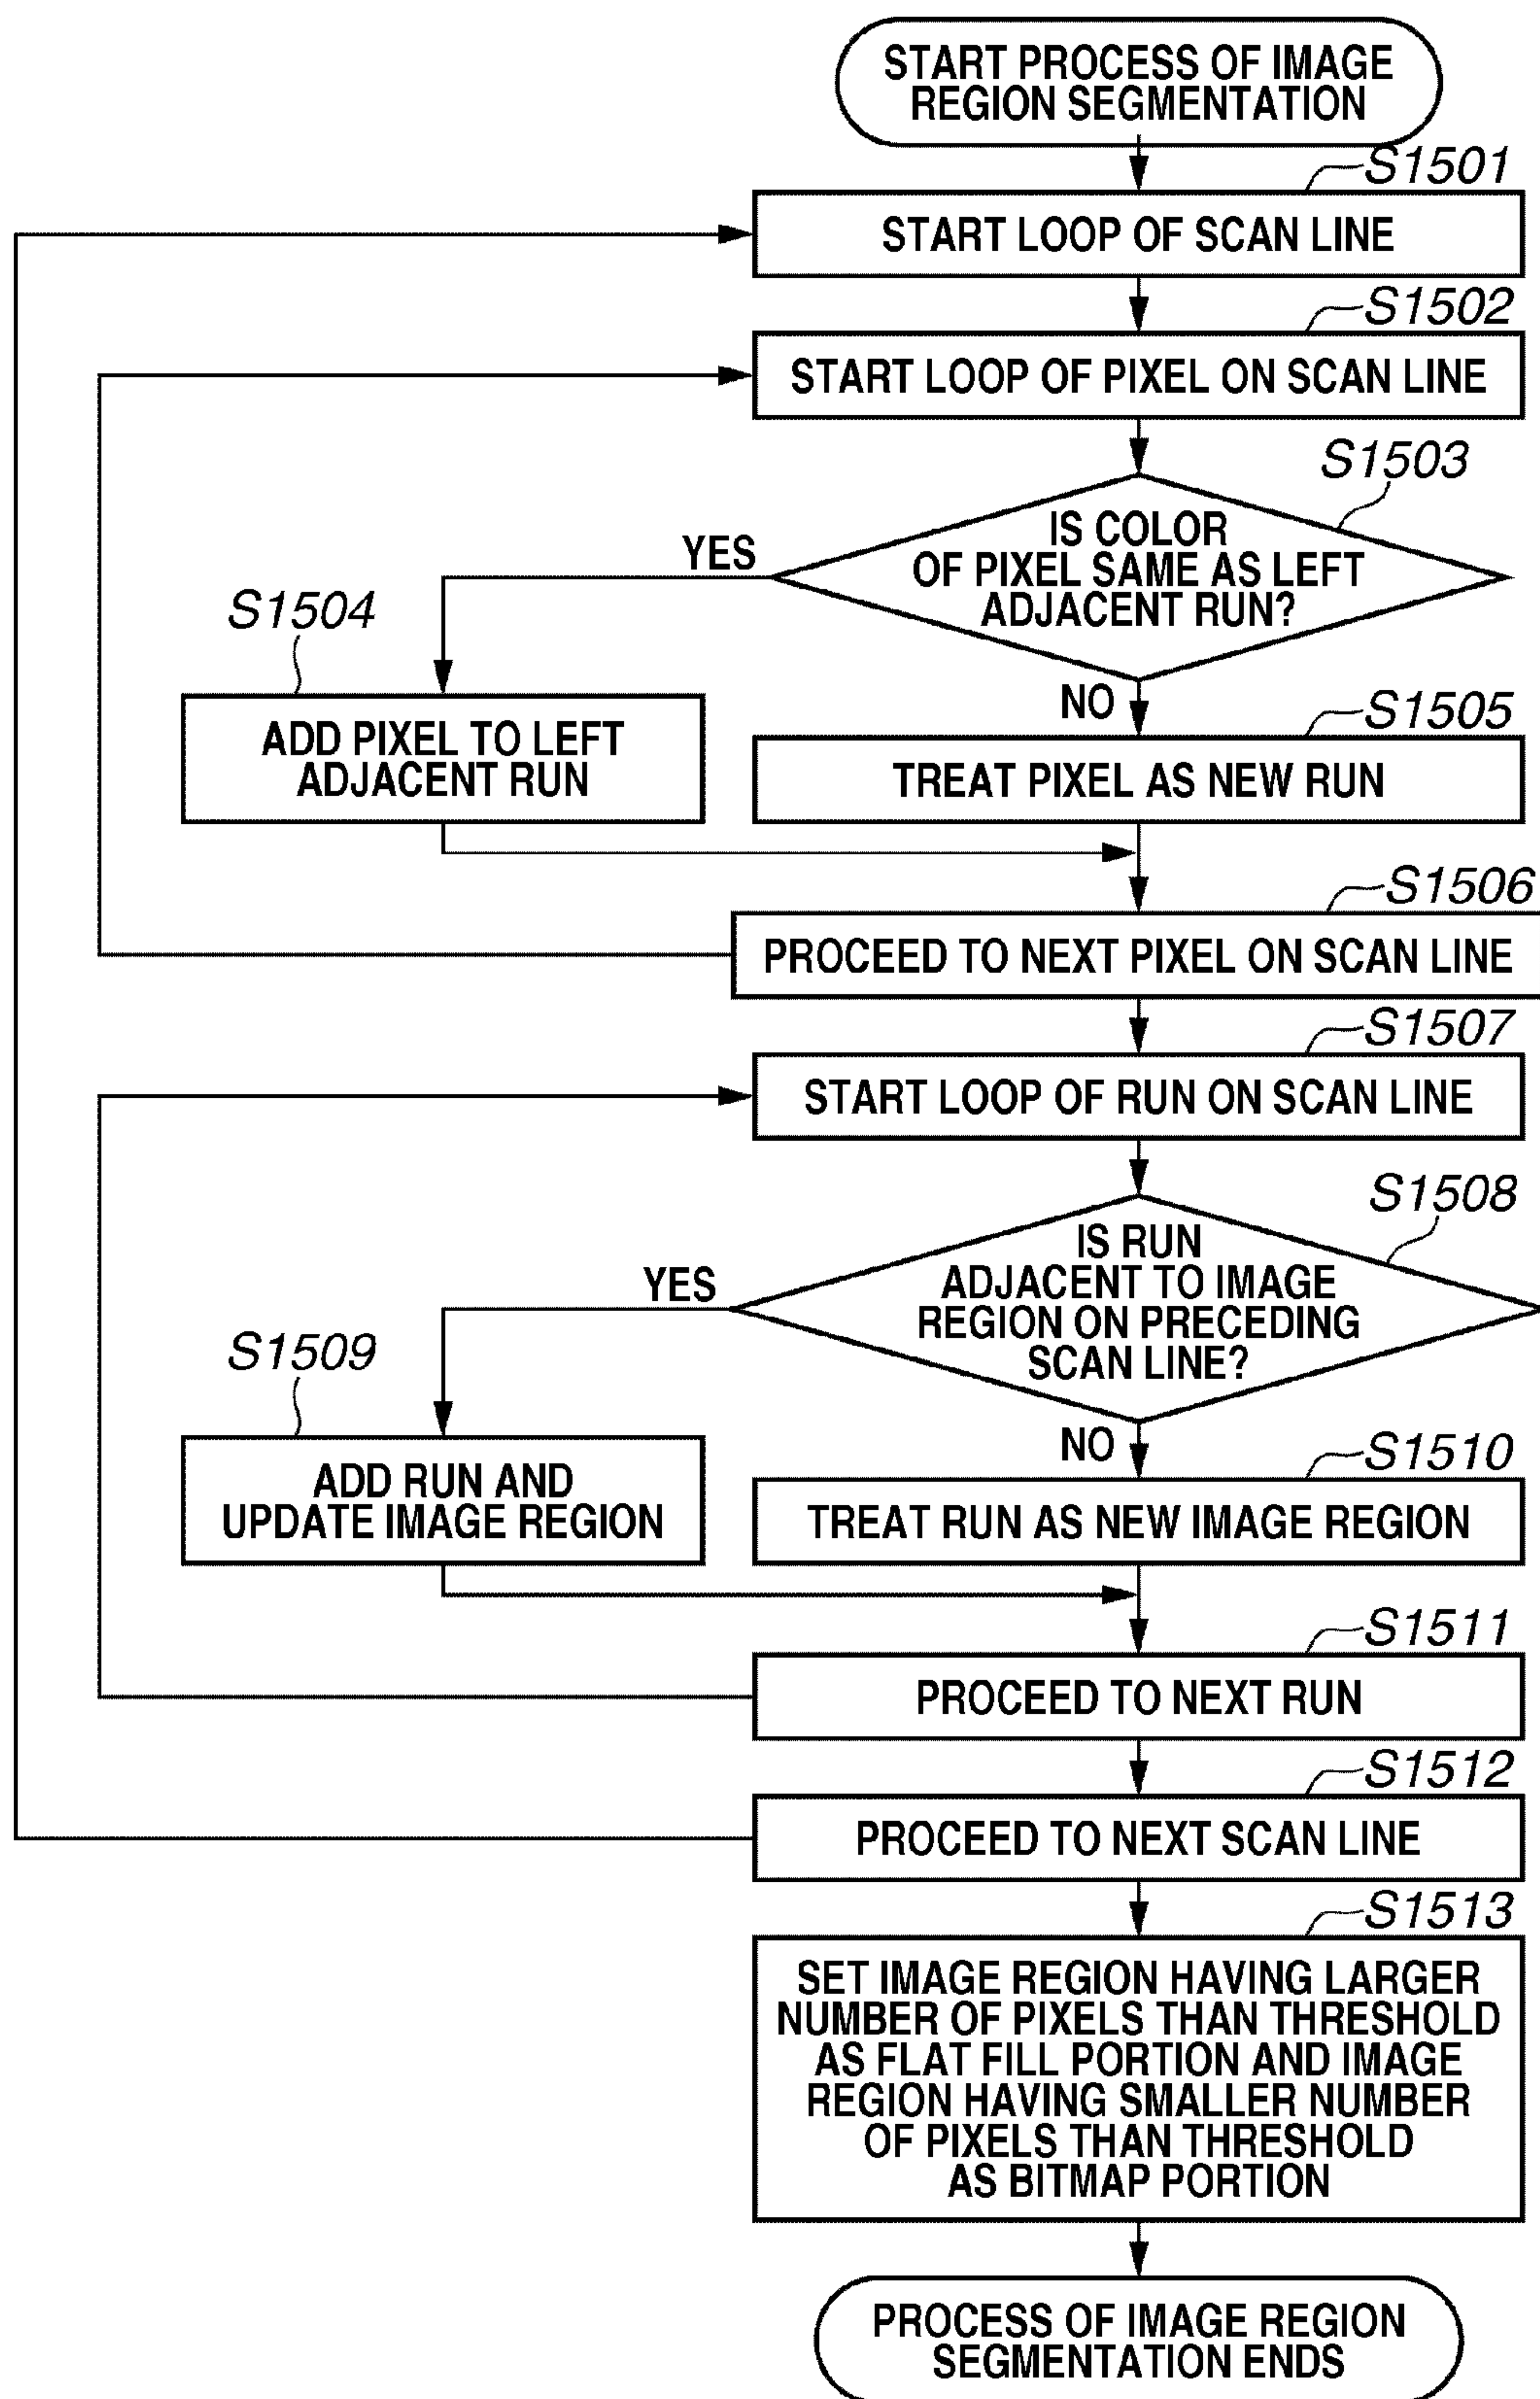 START PROCESS OF IMAGE
REGION SEGMENTATION
S1501
START LOOP OF SCAN LINE
S1502
START LOOP OF PIXEL ON SCAN LINE
S1503
IS COLOR
OF PIXEL SAME AS LEFT
ADJACENT RUN?
YES
S1504
ADD PIXEL TO LEFT
ADJACENT RUN
NO
S1505
TREAT PIXEL AS NEW RUN
S1506
PROCEED TO NEXT PIXEL ON SCAN LINE
S1507
START LOOP OF RUN ON SCAN LINE
S1508
IS RUN
ADJACENT TO IMAGE
REGION ON PRECEDING
SCAN LINE?
YES
S1509
ADD RUN AND
UPDATE IMAGE REGION
NO
S1510
TREAT RUN AS NEW IMAGE REGION
S1511
PROCEED TO NEXT RUN
S1512
PROCEED TO NEXT SCAN LINE
S1513
SET IMAGE REGION HAVING LARGER
NUMBER OF PIXELS THAN THRESHOLD
AS FLAT FILL PORTION AND IMAGE
REGION HAVING SMALLER NUMBER
OF PIXELS THAN THRESHOLD
AS BITMAP PORTION
PROCESS OF IMAGE REGION
SEGMENTATION ENDS